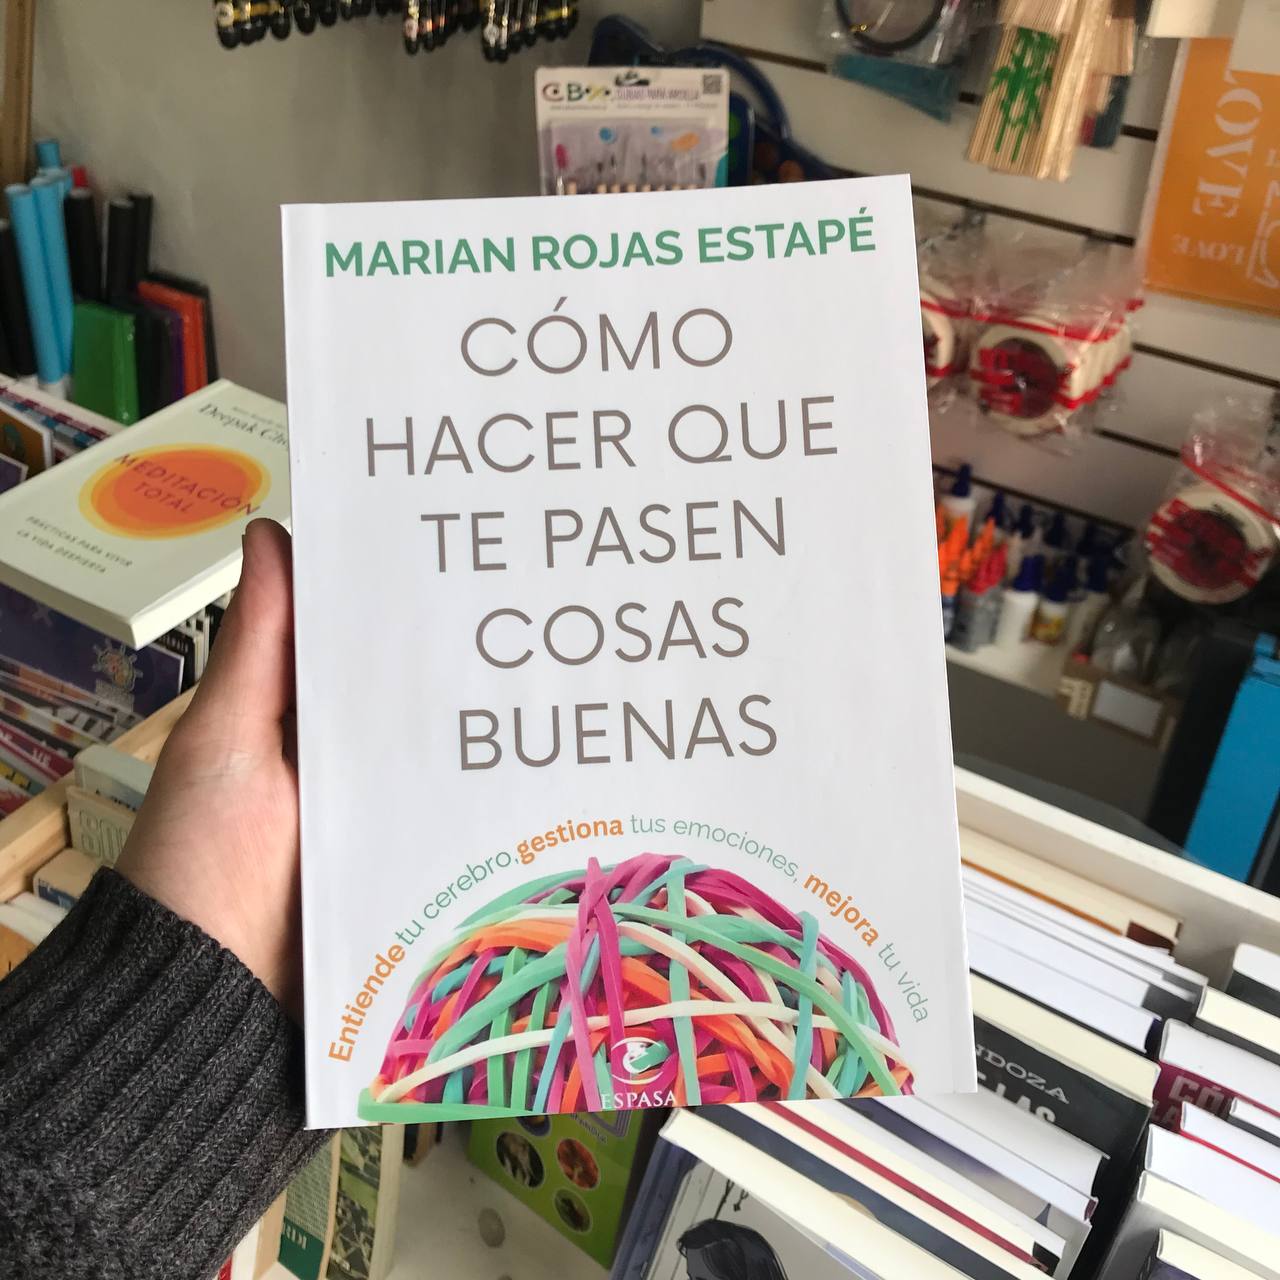 MARIAN ROJAS ESTAPÉ
CÓMO
HACER QUE
TE PASEN
COSAS
BUENAS
Entiende tu cerebro, gestiona tus emociones, mejora tu vida
ESPASA
MEDITACIÓN
TOTAL
PRÁCTICAS PARA VIVIR
LA VIDA DESPIERTA
Deepak
LOVE
LOVE